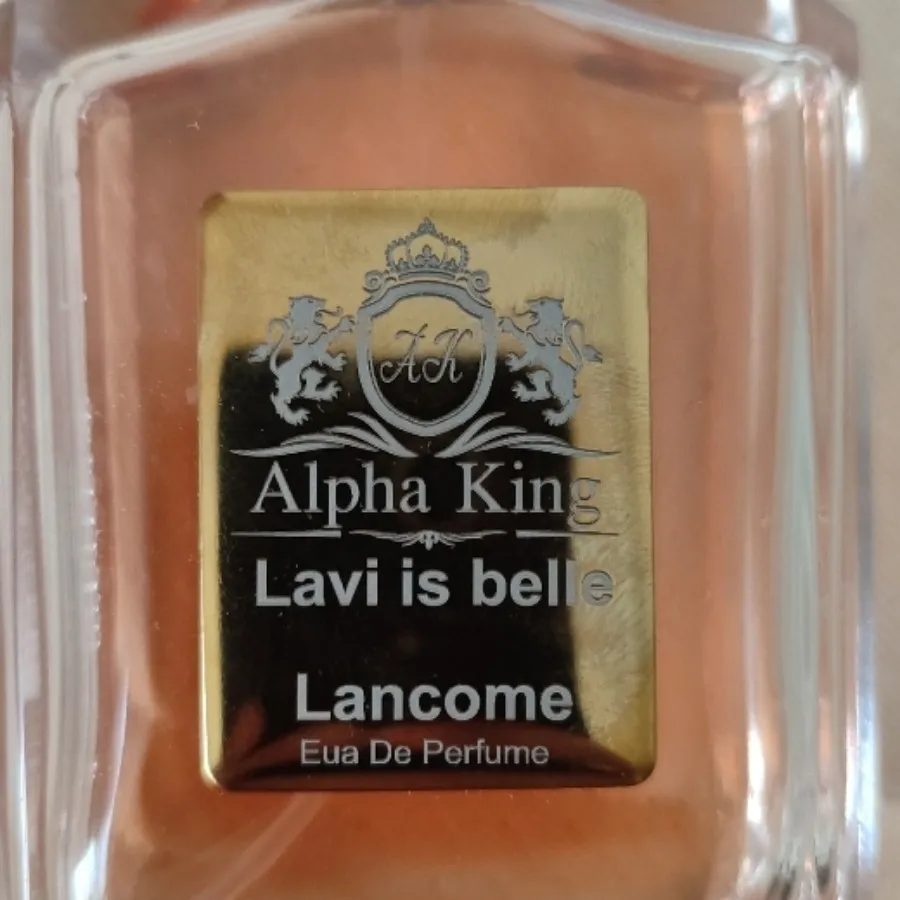 AK
Alpha King
Lavi is belle
Lancome
Eua De Perfume